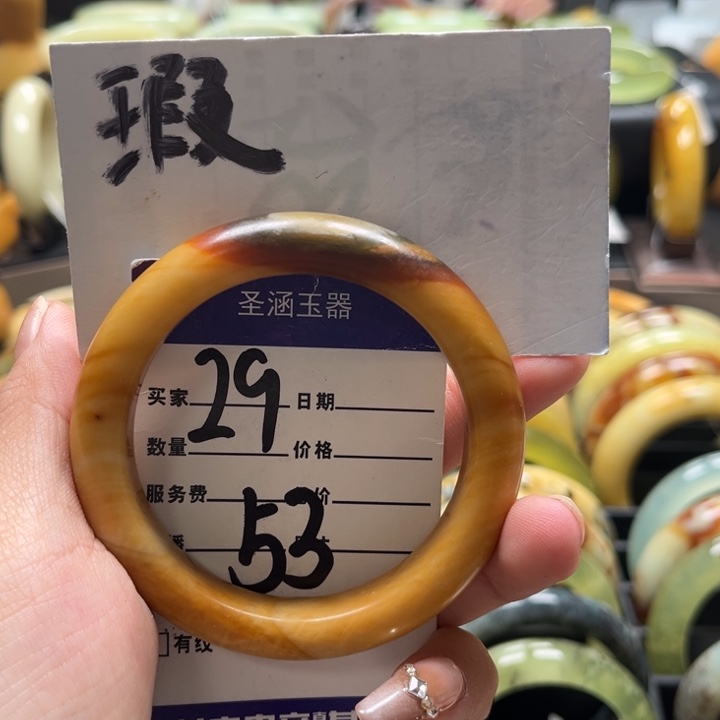 瑕
圣涵玉器
买家 29 日期
数量 价格
服务费 价
53
有纹